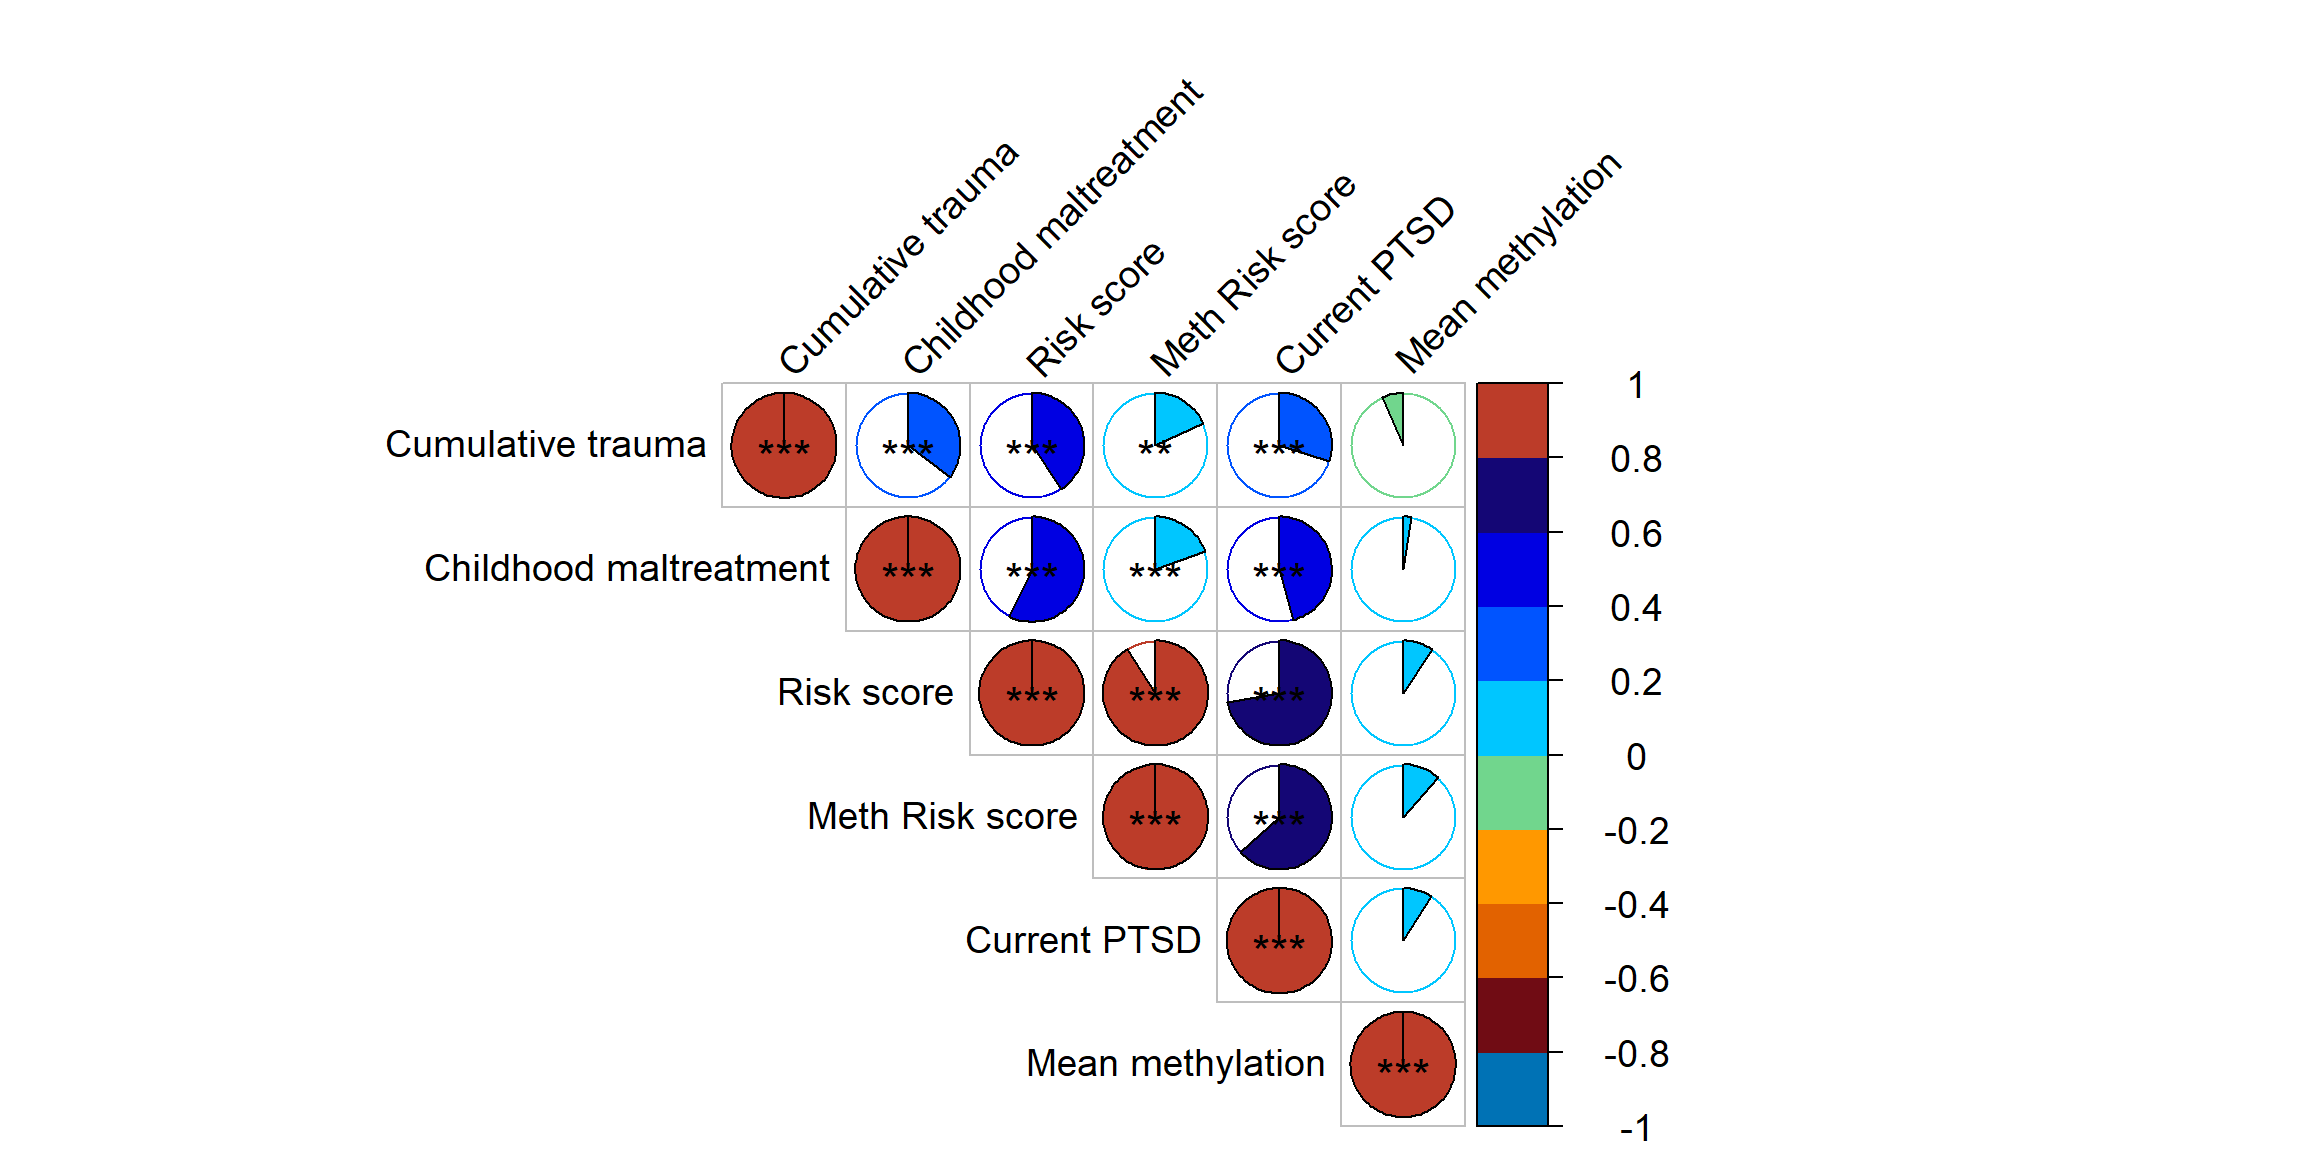 Cumulative trauma
Childhood maltreatment
Risk score
Meth Risk score
Current PTSD
Mean methylation
Cumulative trauma *** *** *** ** ***
Childhood maltreatment *** *** *** ***
Risk score *** *** ***
Meth Risk score *** ***
Current PTSD ***
Mean methylation ***
1
0.8
0.6
0.4
0.2
0
-0.2
-0.4
-0.6
-0.8
-1